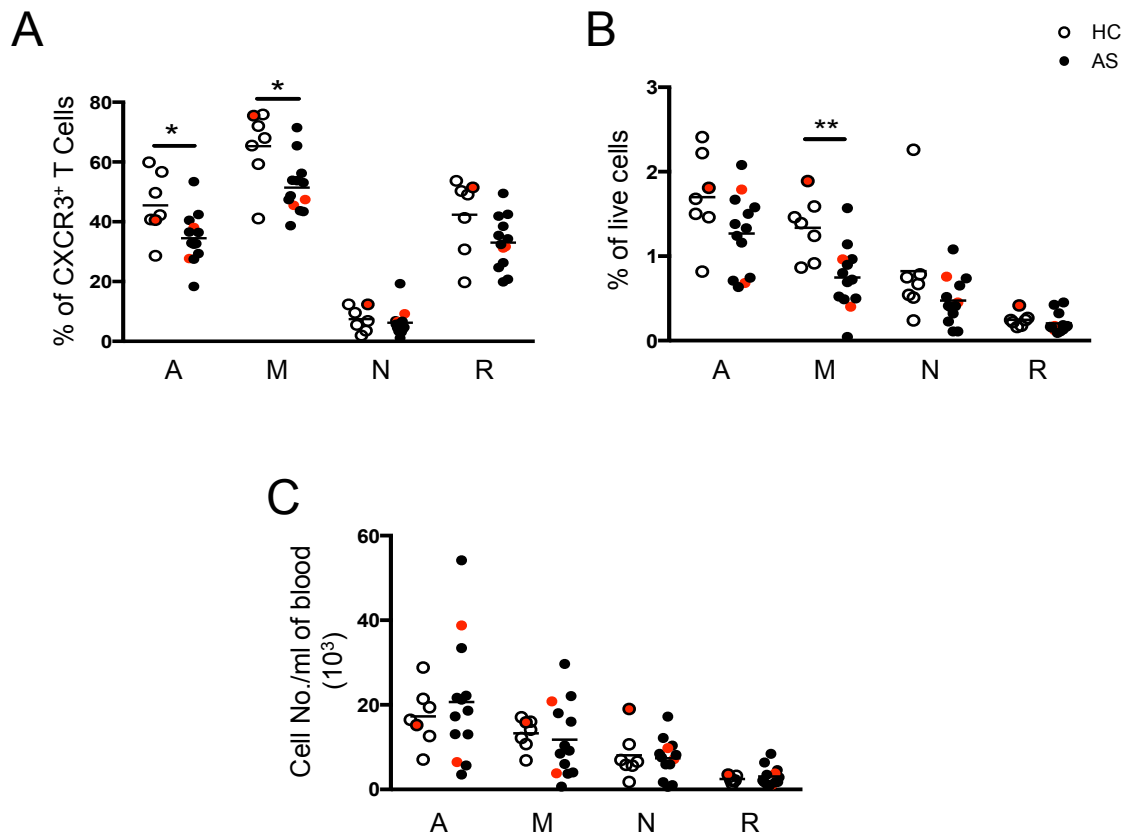 A
% of CXCR3+ T Cells
80
60
40
20
0
*
*
A M N R
B
HC
AS
% of live cells
3
2
1
0
**
A M N R
C
Cell No./ml of blood
(10³)
60
40
20
0
A M N R